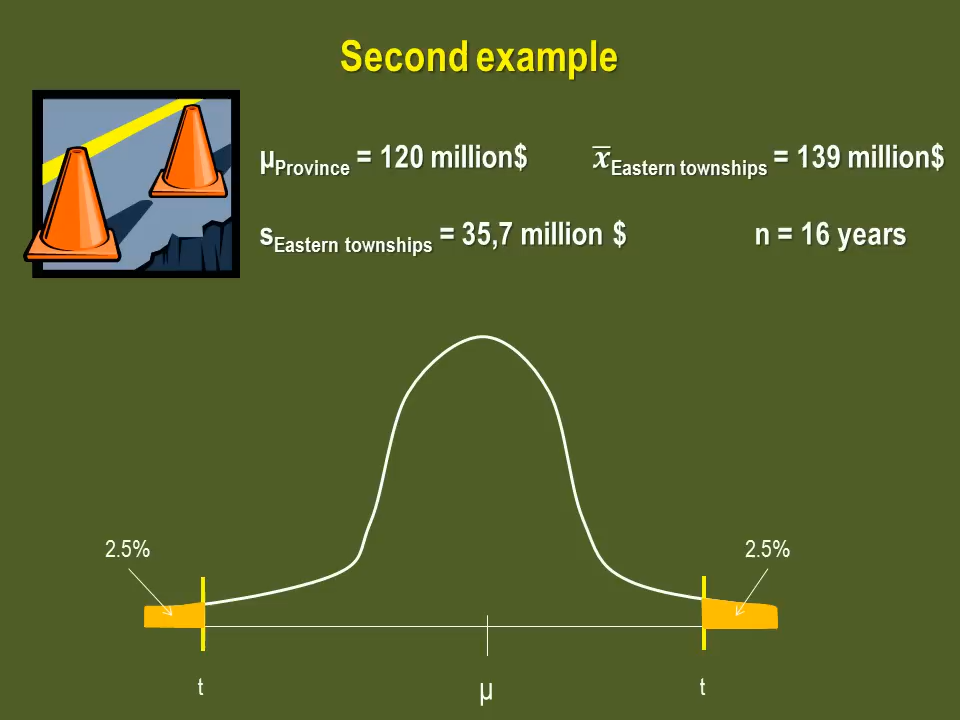 Second example
µProvince = 120 million$ x̅Eastern townships = 139 million$
sEastern townships = 35,7 million $ n = 16 years
2.5% 2.5%
t µ t